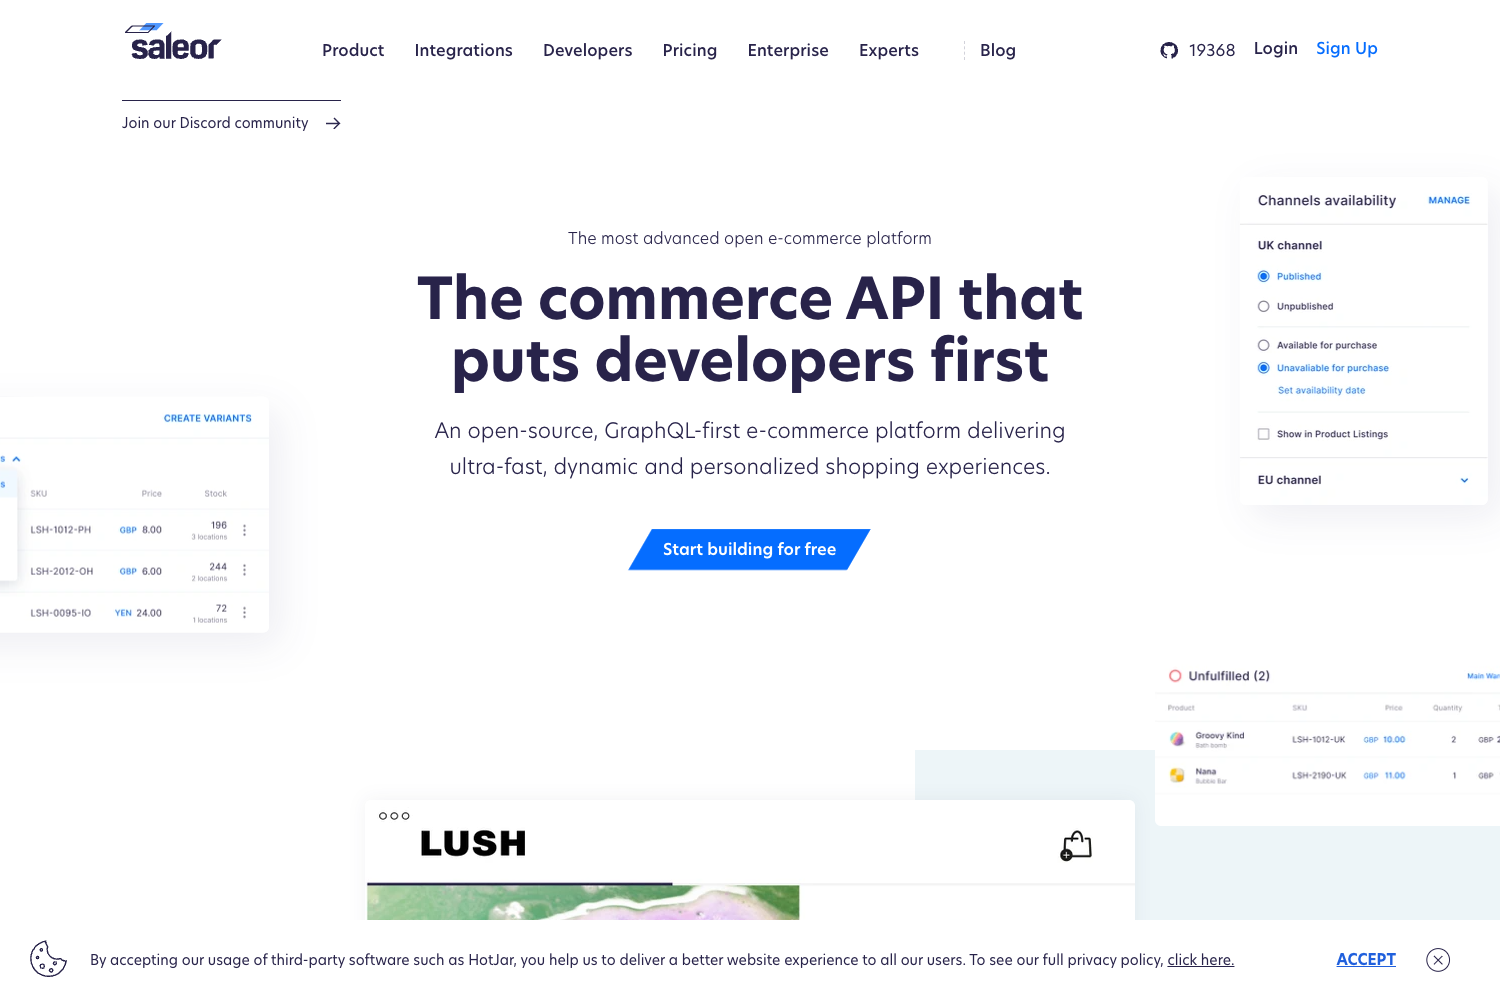 saleor
Product
Integrations
Developers
Pricing
Enterprise
Experts
Blog
19368
Login
Sign Up
Join our Discord community
The most advanced open e-commerce platform
The commerce API that
puts developers first
An open-source, GraphQL-first e-commerce platform delivering
ultra-fast, dynamic and personalized shopping experiences.
Start building for free
CREATE VARIANTS
SKU Price Stock
LSH-1012-PH GBP 8.00 196
3 locations
LSH-2012-OH GBP 6.00 244
2 locations
LSH-0095-IO YEN 24.00 72
1 locations
Channels availability MANAGE
UK channel
Published
Unpublished
Available for purchase
Unavaliable for purchase
Set availability date
Show in Product Listings
EU channel
Unfulfilled (2) Main
Product SKU Price Quantity
Groovy Kind LSH-1012-UK GBP 10.00 2 GBP
Bath bomb
Nana LSH-2190-UK GBP 11.00 1 GBP
Bubble Bar
LUSH
By accepting our usage of third-party software such as HotJar, you help us to deliver a better website experience to all our users. To see our full privacy policy, click here.
ACCEPT